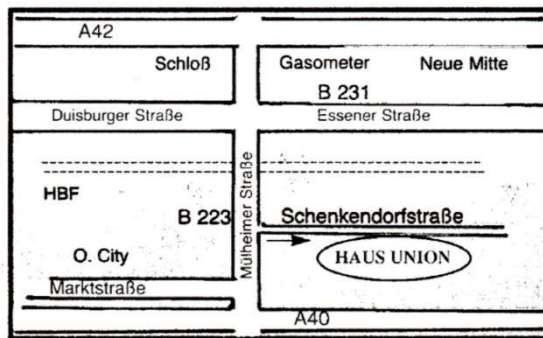 A42
Schloß
Gasometer
Neue Mitte
B 231
Duisburger Straße
Essener Straße
Mülheimer Straße
HBF
B 223
Schenkendorfstraße
O. City
HAUS UNION
Marktstraße
A40